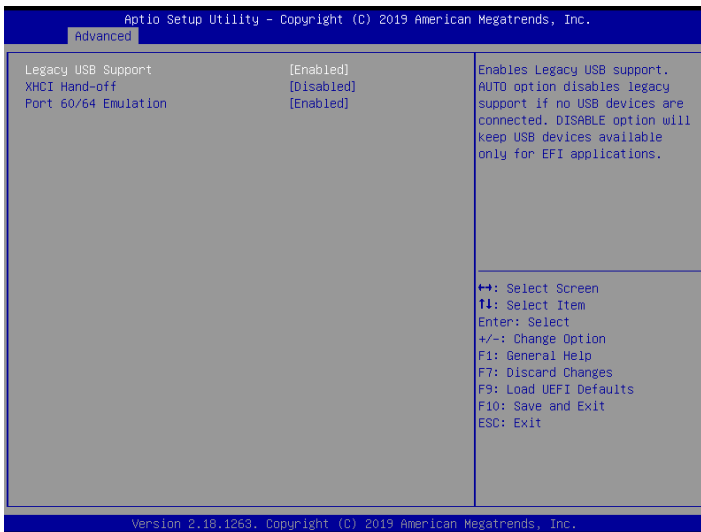 Aptio Setup Utility – Copyright (C) 2019 American Megatrends, Inc.
Advanced
Legacy USB Support [Enabled]
XHCI Hand-off [Disabled]
Port 60/64 Emulation [Enabled]
Enables Legacy USB support.
AUTO option disables legacy
support if no USB devices are
connected. DISABLE option will
keep USB devices available
only for EFI applications.
↔: Select Screen
↑↓: Select Item
Enter: Select
+/-: Change Option
F1: General Help
F7: Discard Changes
F9: Load UEFI Defaults
F10: Save and Exit
ESC: Exit
Version 2.18.1263. Copyright (C) 2019 American Megatrends, Inc.